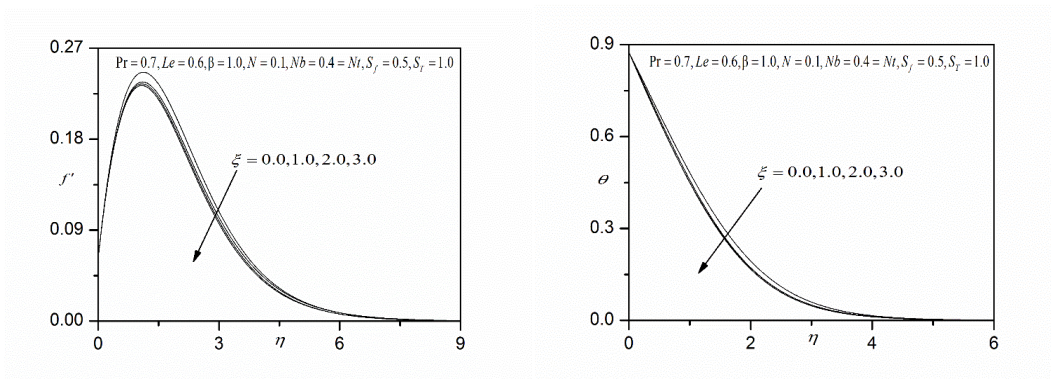 0.27
Pr = 0.7, Le = 0.6, β = 1.0, N = 0.1, Nb = 0.4 = Nt, S_f = 0.5, S_T = 1.0
0.18
ξ = 0.0, 1.0, 2.0, 3.0
f'
0.09
0.00
0 3 η 6 9
0.9
Pr = 0.7, Le = 0.6, β = 1.0, N = 0.1, Nb = 0.4 = Nt, S_f = 0.5, S_T = 1.0
0.6
ξ = 0.0, 1.0, 2.0, 3.0
θ
0.3
0.0
0 2 η 4 6